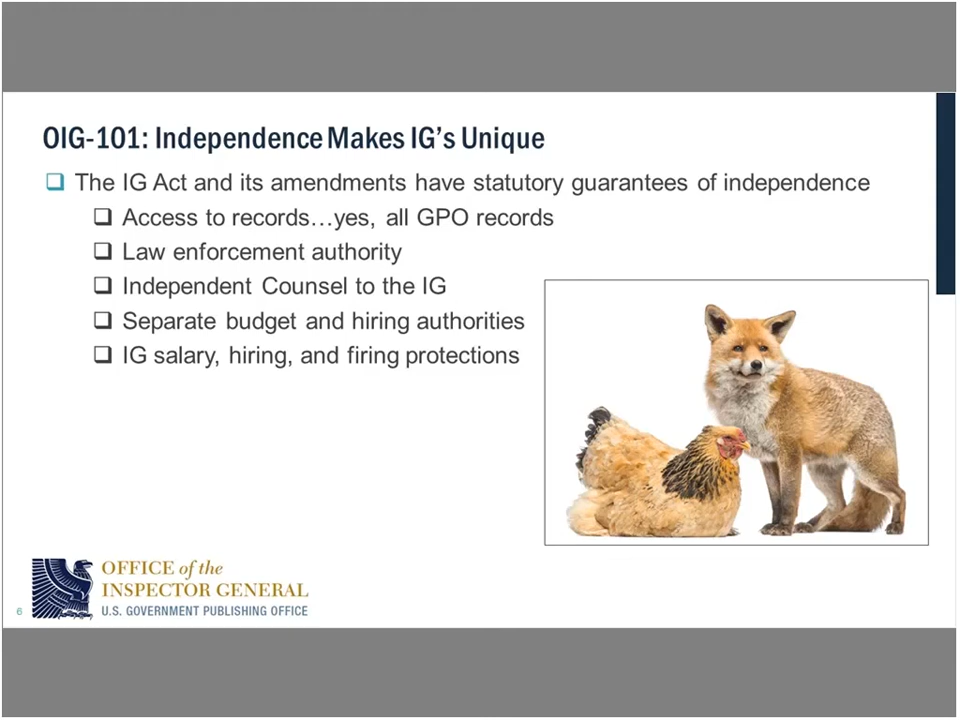 OIG-101: Independence Makes IG's Unique
The IG Act and its amendments have statutory guarantees of independence
Access to records…yes, all GPO records
Law enforcement authority
Independent Counsel to the IG
Separate budget and hiring authorities
IG salary, hiring, and firing protections
OFFICE of the
INSPECTOR GENERAL
U.S. GOVERNMENT PUBLISHING OFFICE
6